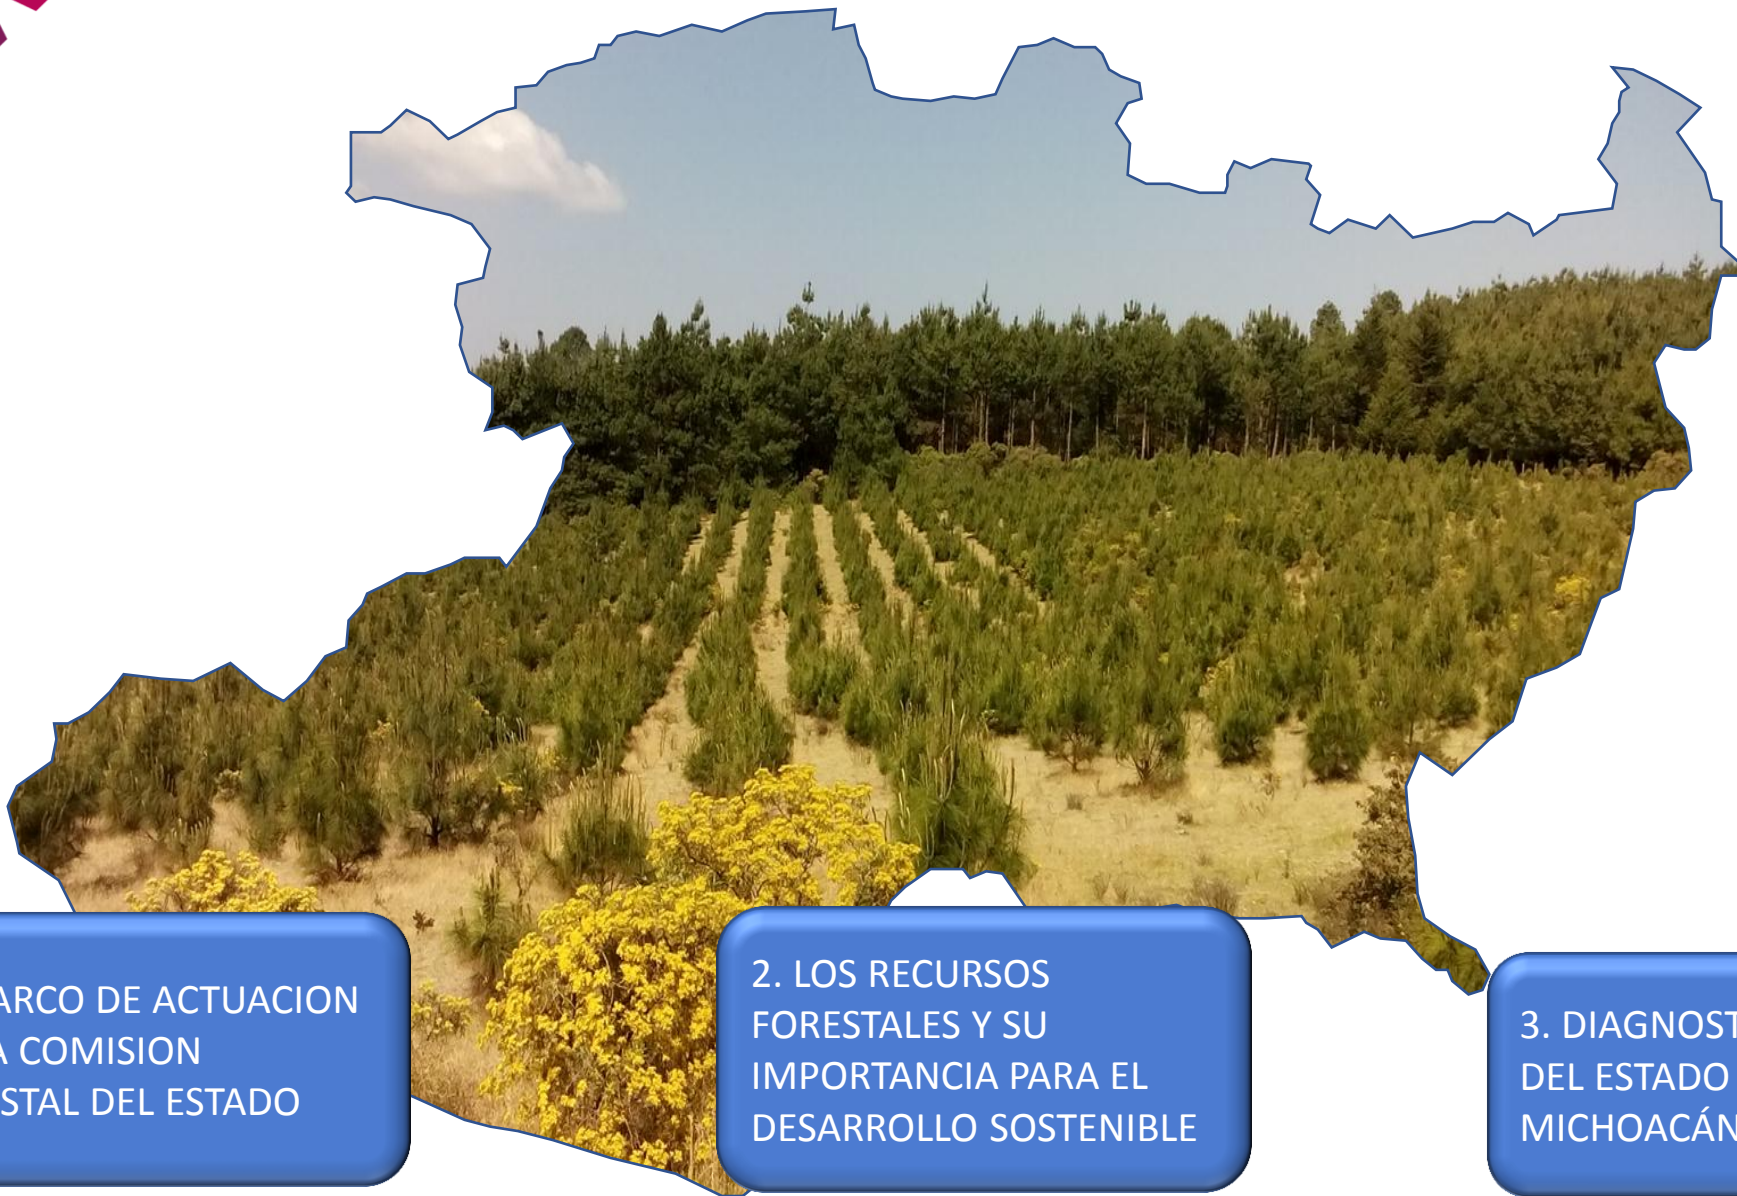 ARCO DE ACTUACION
A COMISION
STAL DEL ESTADO
2. LOS RECURSOS
FORESTALES Y SU
IMPORTANCIA PARA EL
DESARROLLO SOSTENIBLE
3. DIAGNOST
DEL ESTADO
MICHOACÁN